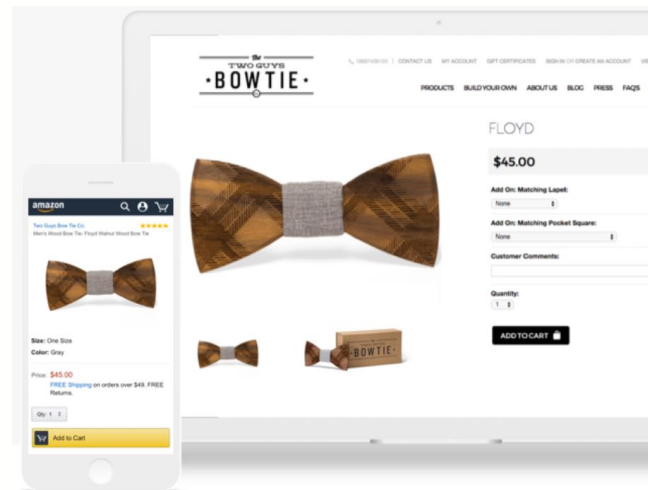 The
TWO GUYS
BOWTIE
CONTACT US
MY ACCOUNT
GIFT CERTIFICATES
SIGN IN OR CREATE AN ACCOUNT
PRODUCTS
BUILD YOUR OWN
ABOUT US
BLOG
PRESS
FAQ'S
FLOYD
$45.00
Add On: Matching Lapel:
None
Add On: Matching Pocket Square:
None
Customer Comments:
Quantity:
1
ADD TO CART
BOWTIE
amazon
Two Guys Bow Tie Co.
Men's Wood Bow Tie- Floyd Walnut Wood Bow Tie
Size: One Size
Color: Gray
Price: $45.00
FREE Shipping on orders over $49. FREE
Returns.
Qty: 1
Add to Cart